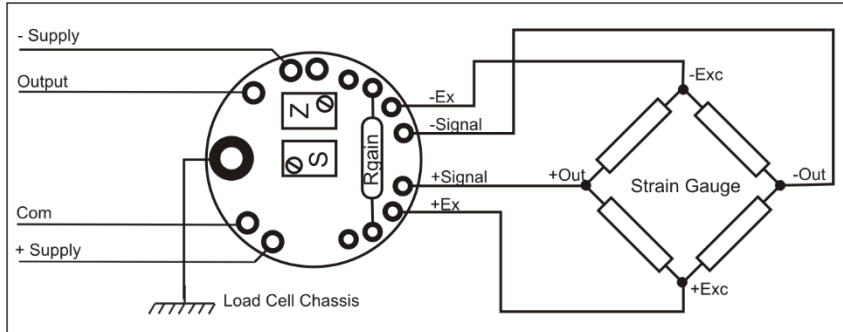 - Supply
Output
Com
+ Supply
Load Cell Chassis
Z
S
Rgain
-Ex
-Signal
+Signal
+Ex
-Exc
+Out
Strain Gauge
-Out
+Exc